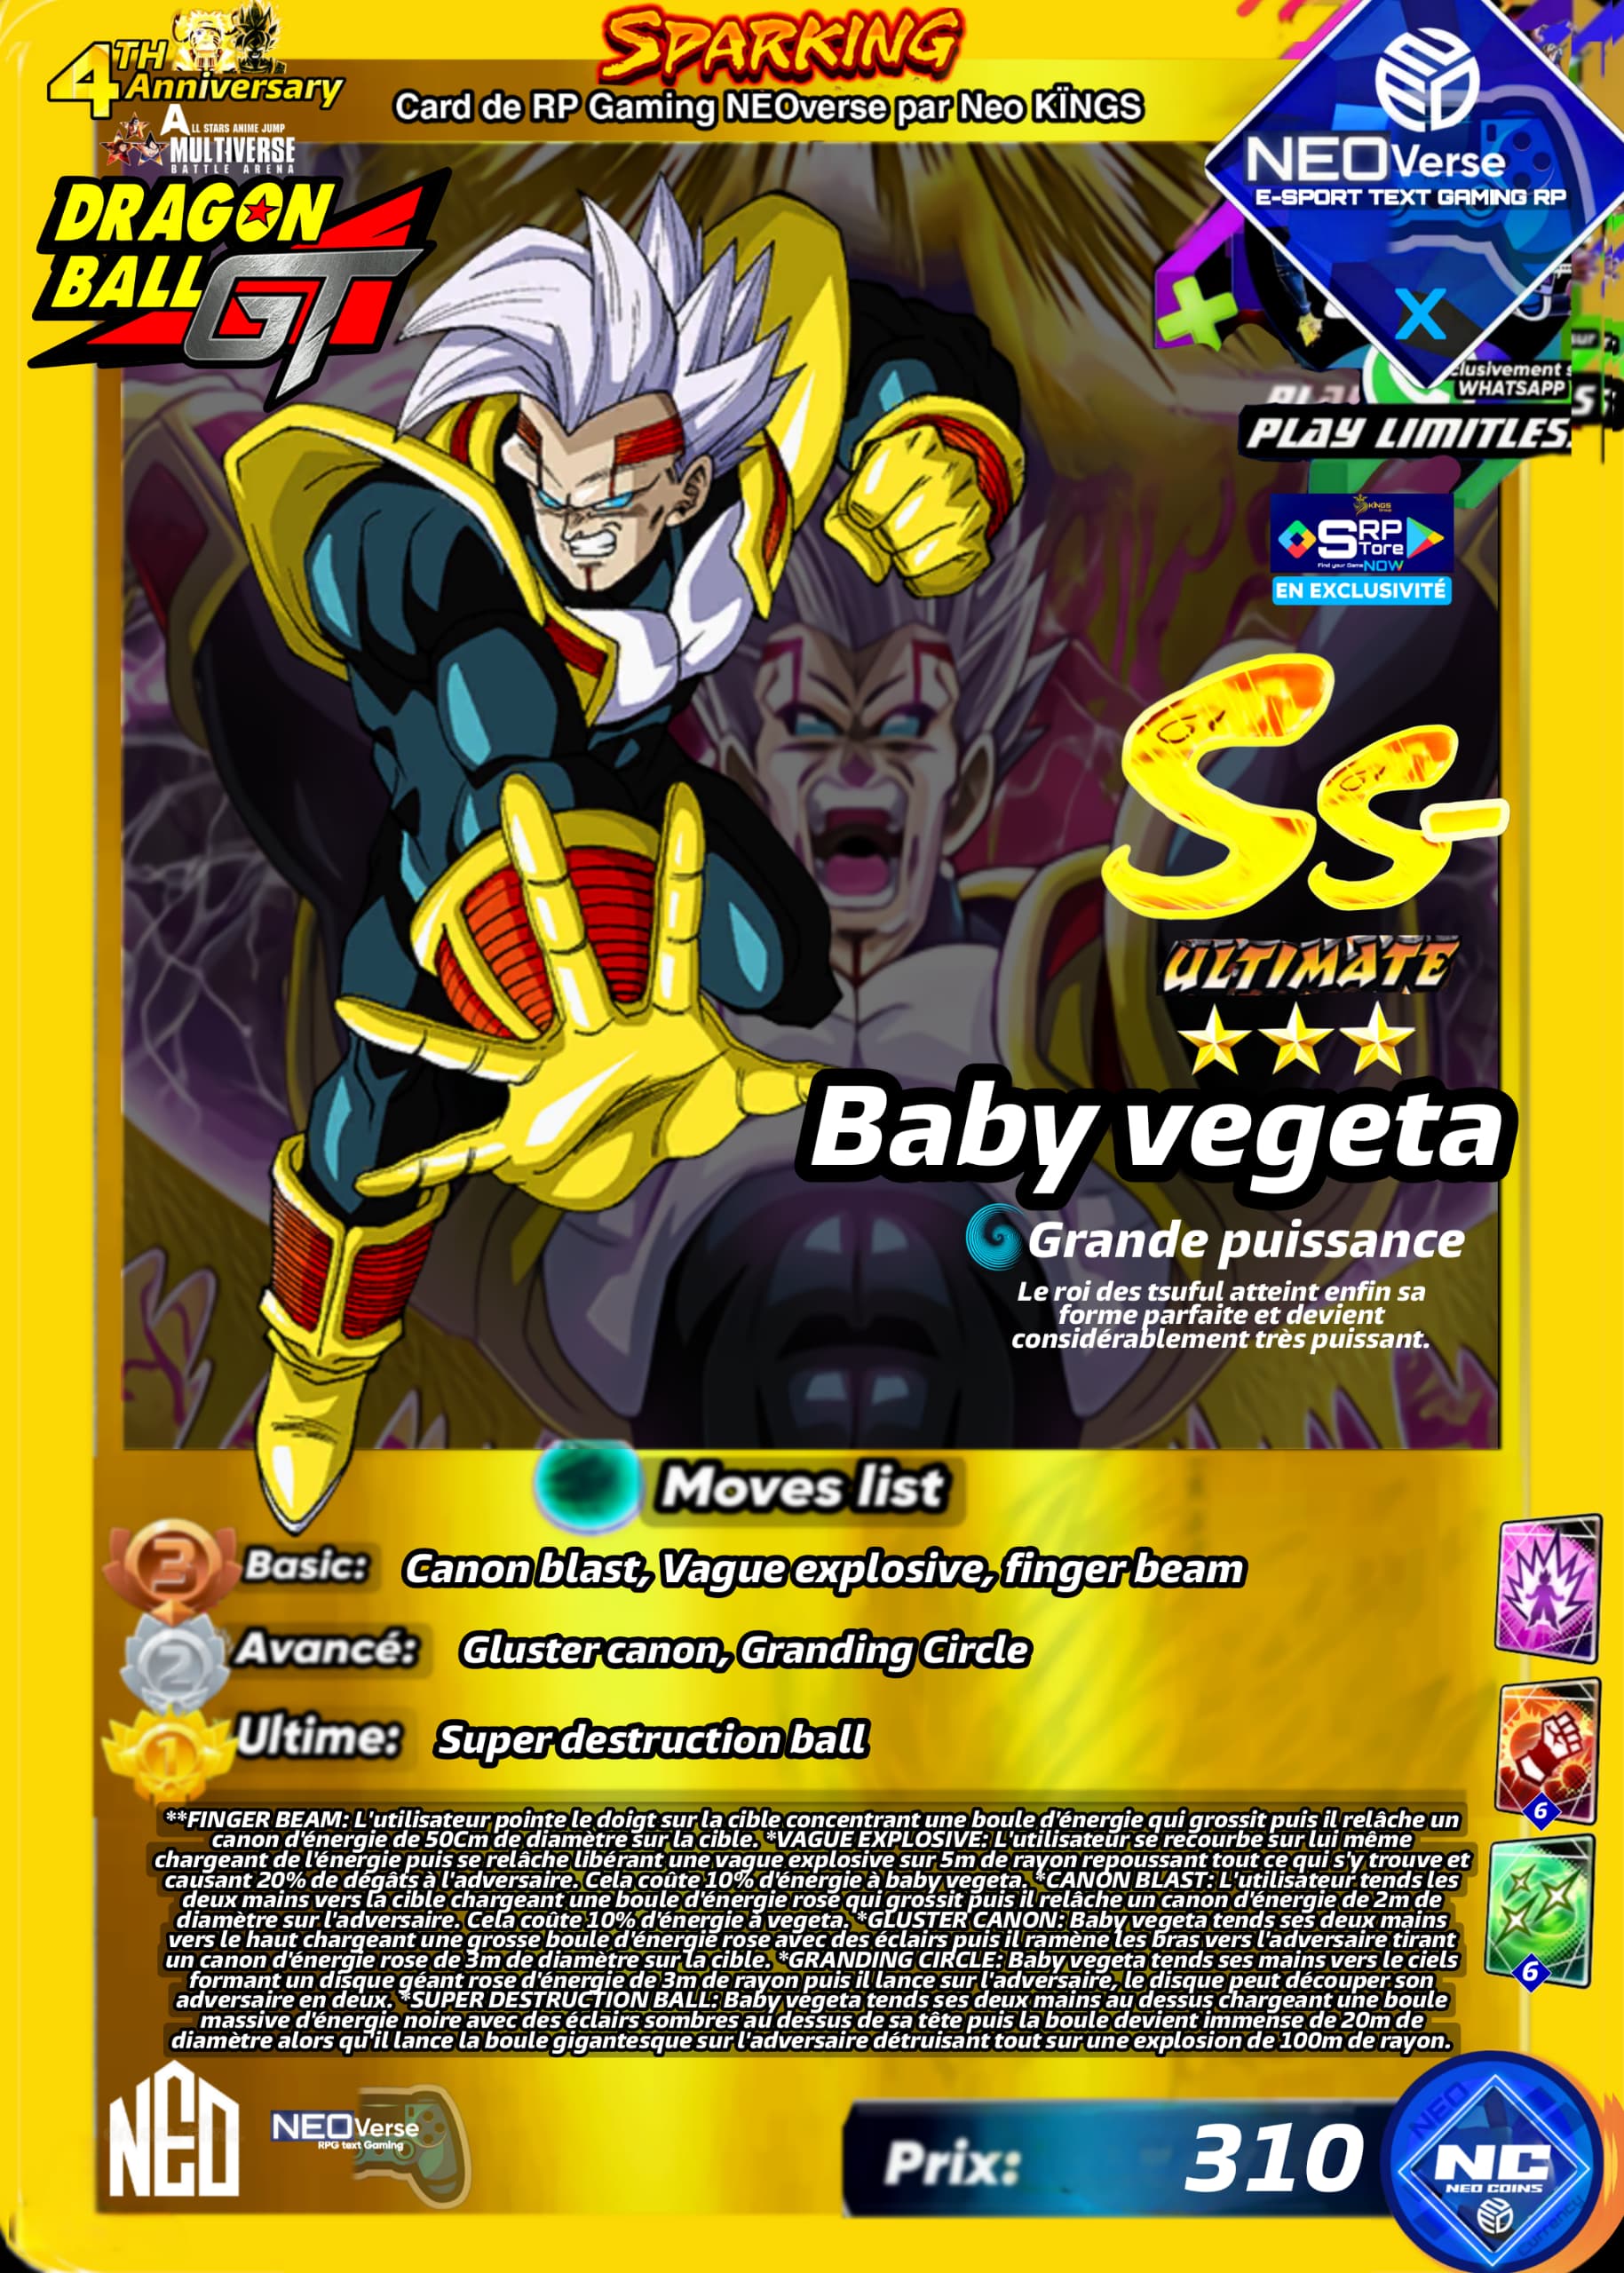 SPARKING
4TH
Anniversary
Card de RP Gaming NEOverse par Neo KÏNGS
ALL STARS ANIME JUMP
MULTIVERSE
BATTLE ARENA
DRAGON
BALL GT
NEOVerse
E-SPORT TEXT GAMING RP
X
WHATSAPP
PLAY LIMITLES
KÏNGS
SRP
Tore
Find your Game NOW
EN EXCLUSIVITÉ
Ss-
ULTIMATE
Baby vegeta
Grande puissance
Le roi des tsuful atteint enfin sa
forme parfaite et devient
considérablement très puissant.
Moves list
3 Basic: Canon blast, Vague explosive, finger beam
2 Avancé: Gluster canon, Granding Circle
1 Ultime: Super destruction ball
6
6
**FINGER BEAM: L'utilisateur pointe le doigt sur la cible concentrant une boule d'énergie qui grossit puis il relâche un
canon d'énergie de 50Cm de diamètre sur la cible. *VAGUE EXPLOSIVE: L'utilisateur se recourbe sur lui même
chargeant de l'énergie puis se relâche libérant une vague explosive sur 5m de rayon repoussant tout ce qui s'y trouve et
causant 20% de dégâts à l'adversaire. Cela coûte 10% d'énergie à baby vegeta. *CANON BLAST: L'utilisateur tends les
deux mains vers la cible chargeant une boule d'énergie rose qui grossit puis il relâche un canon d'énergie de 2m de
diamètre sur l'adversaire. Cela coûte 10% d'énergie à vegeta. *GLUSTER CANON: Baby vegeta tends ses deux mains
vers le haut chargeant une grosse boule d'énergie rose avec des éclairs puis il ramène les bras vers l'adversaire tirant
un canon d'énergie rose de 3m de diamètre sur la cible. *GRANDING CIRCLE: Baby vegeta tends ses mains vers le ciels
formant un disque géant rose d'énergie de 3m de rayon puis il lance sur l'adversaire, le disque peut découper son
adversaire en deux. *SUPER DESTRUCTION BALL: Baby vegeta tends ses deux mains au dessus chargeant une boule
massive d'énergie noire avec des éclairs sombres au dessus de sa tête puis la boule devient immense de 20m de
diamètre alors qu'il lance la boule gigantesque sur l'adversaire détruisant tout sur une explosion de 100m de rayon.
NEO
NEOVerse
RPG text Gaming
Prix: 310
NC
NEO COINS